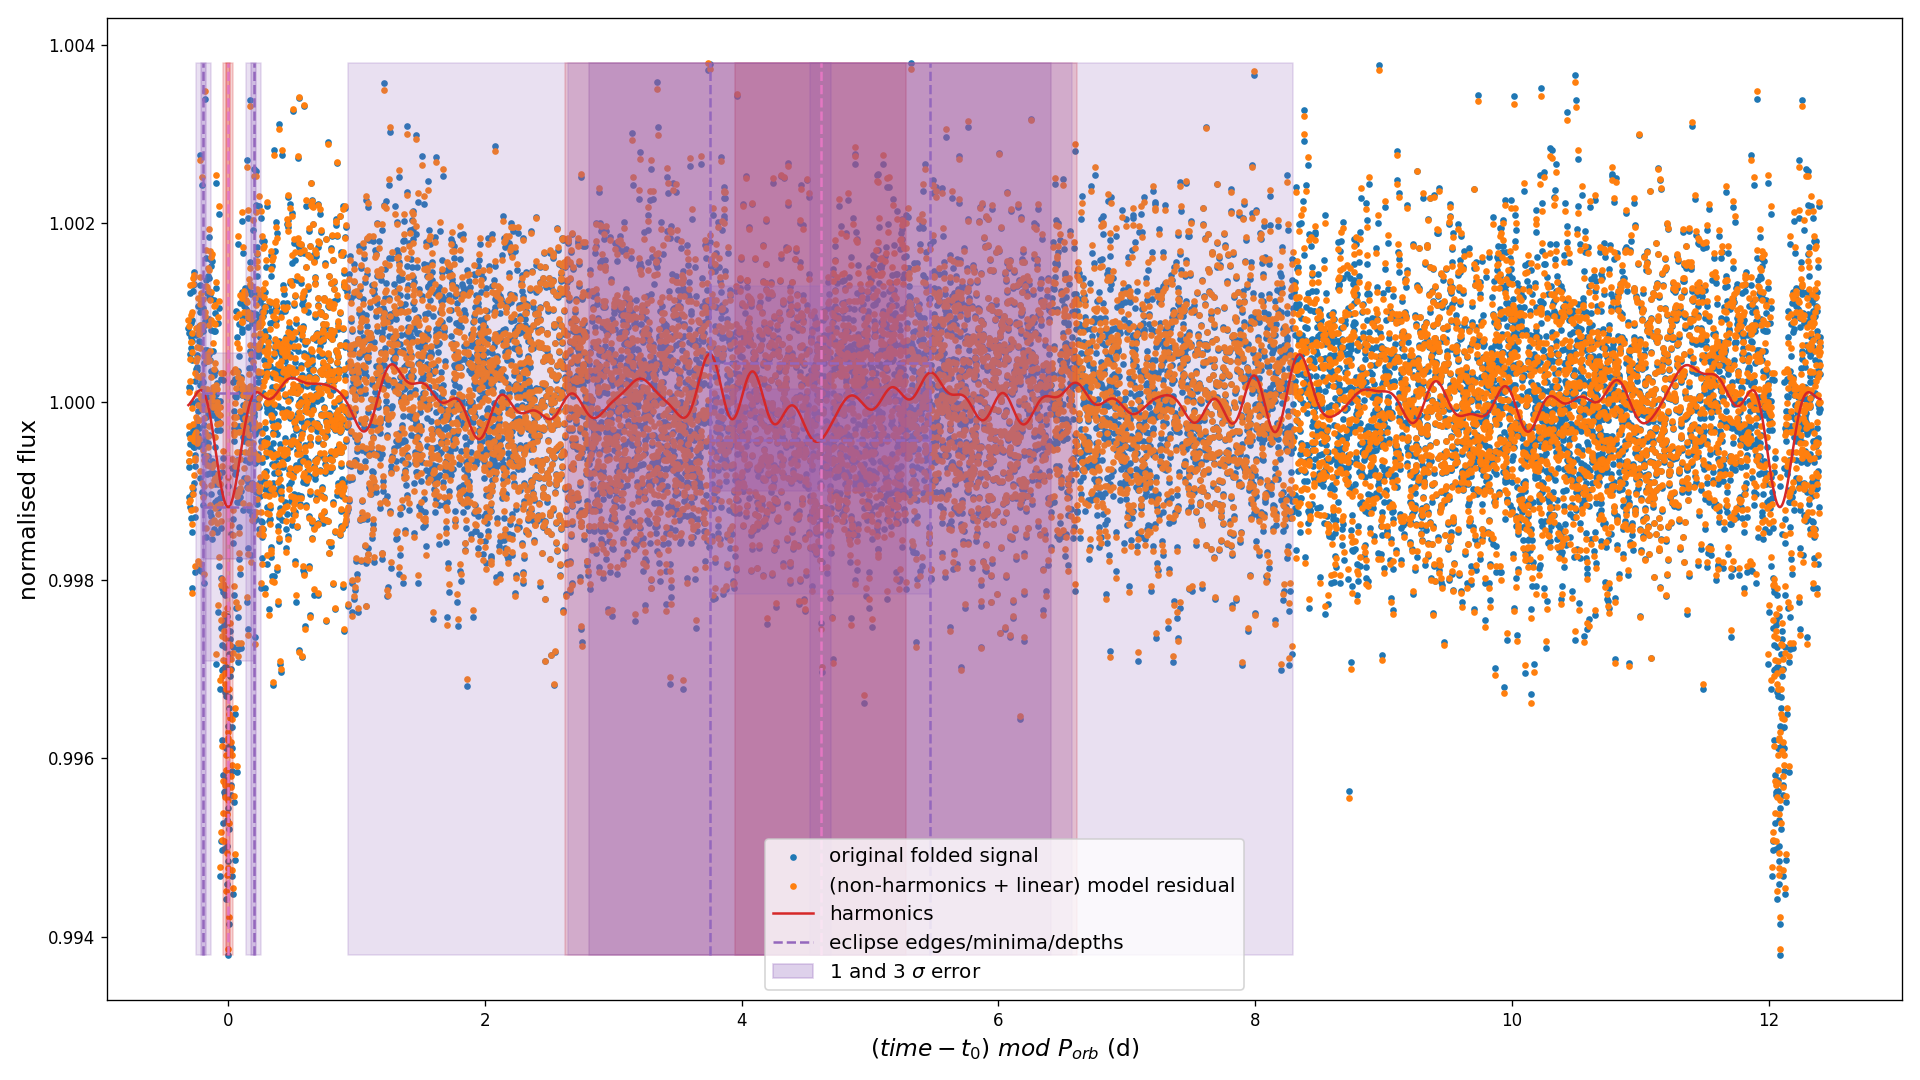 1.004
1.002
1.000
0.998
0.996
0.994
normalised flux
original folded signal
(non-harmonics + linear) model residual
harmonics
eclipse edges/minima/depths
1 and 3 σ error
0 2 4 6 8 10 12
(time − t₀) mod Pₒᵣb (d)